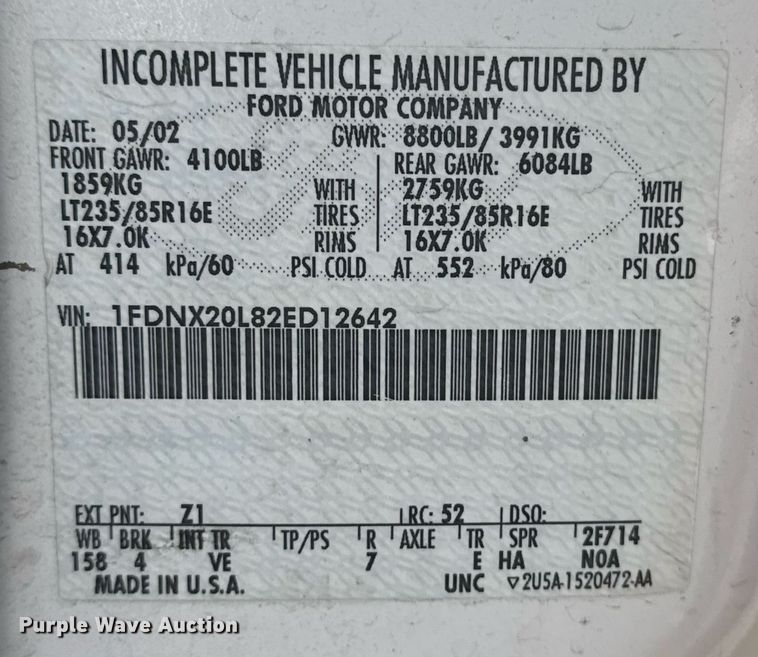 INCOMPLETE VEHICLE MANUFACTURED BY
FORD MOTOR COMPANY
DATE: 05/02 GVWR: 8800LB/ 3991KG
FRONT GAWR: 4100LB REAR GAWR: 6084LB
1859KG WITH 2759KG WITH
LT235/85R16E TIRES LT235/85R16E TIRES
16X7.0K RIMS 16X7.0K RIMS
AT 414 kPa/60 PSI COLD AT 552 kPa/80 PSI COLD
VIN: 1FDNX20L82ED12642
EXT PNT: Z1 RC: 52 DSO:
WB BRK INT TR TP/PS R AXLE TR SPR 2F714
158 4 VE 7 E HA NOA
MADE IN U.S.A. UNC ▽2U5A-1520472-AA
Purple Wave Auction